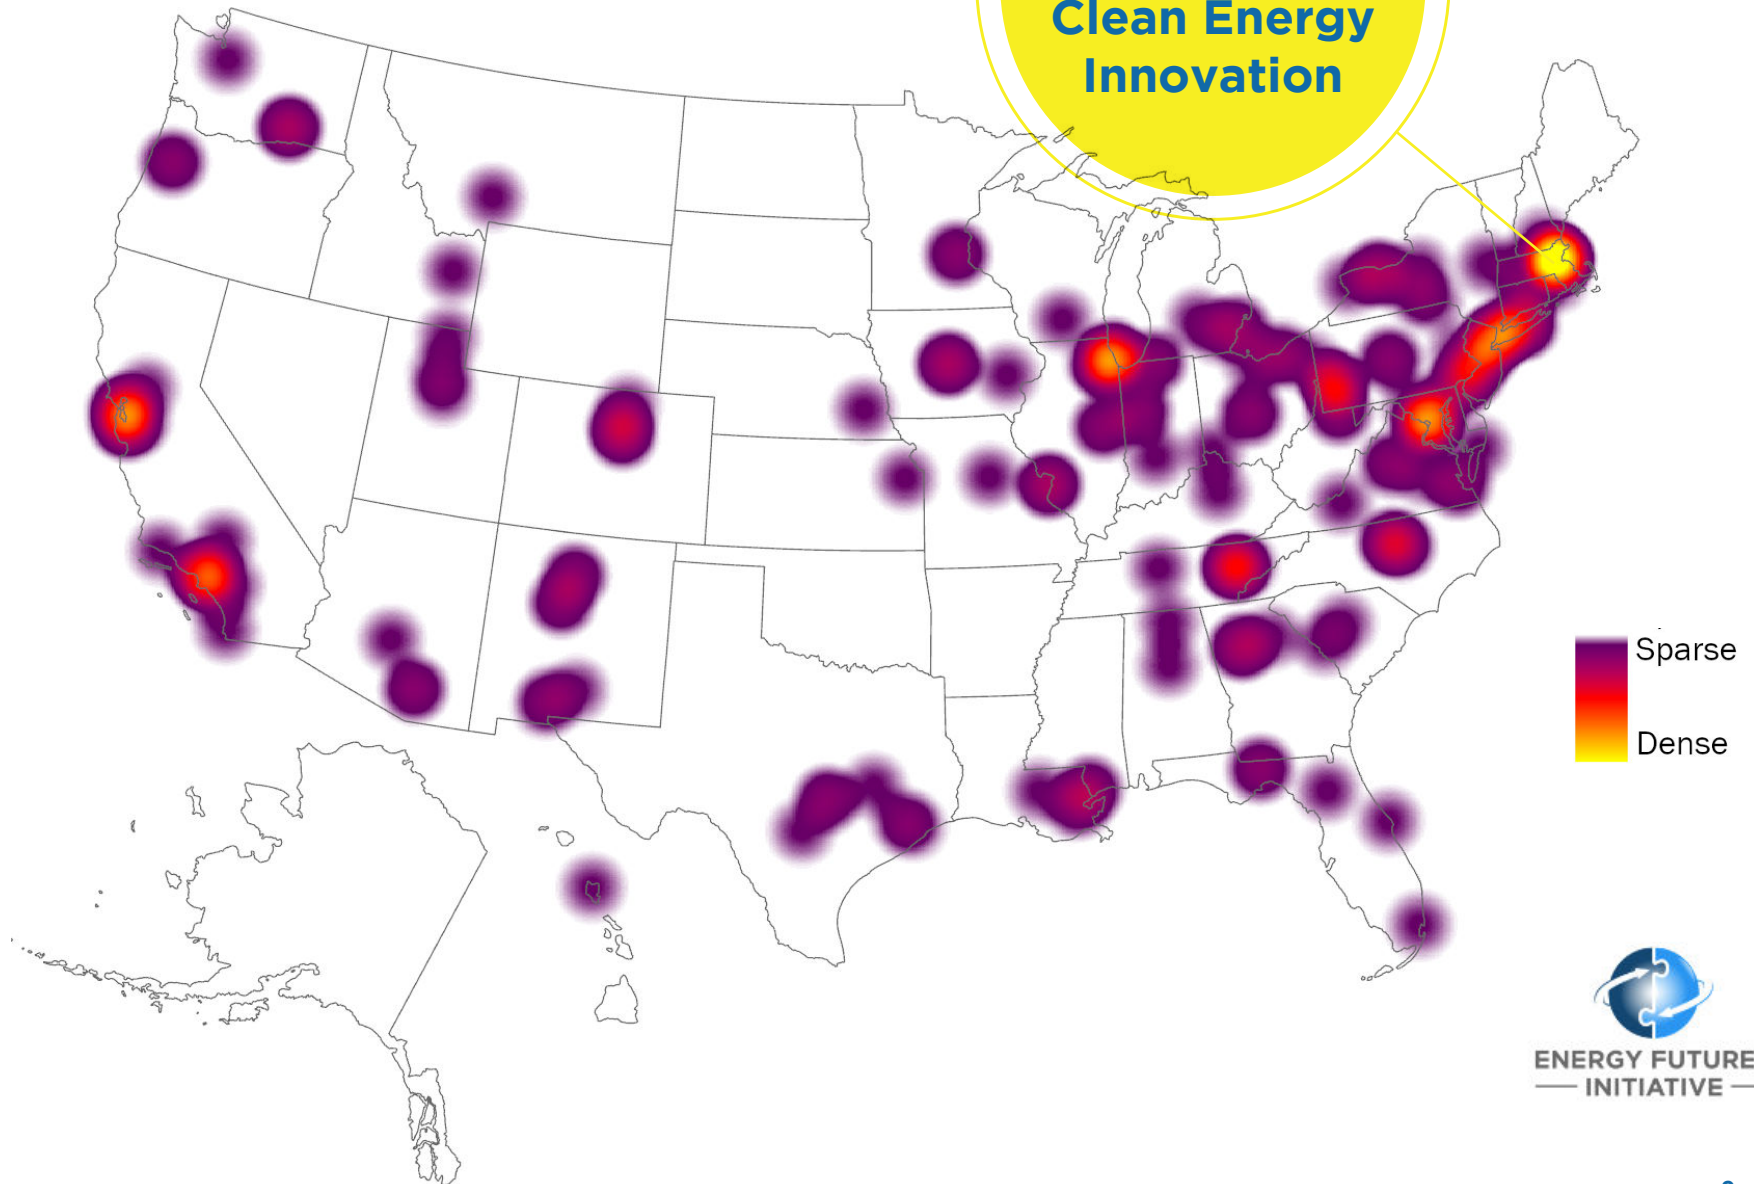 Clean Energy
Innovation
Sparse
Dense
ENERGY FUTURE
INITIATIVE